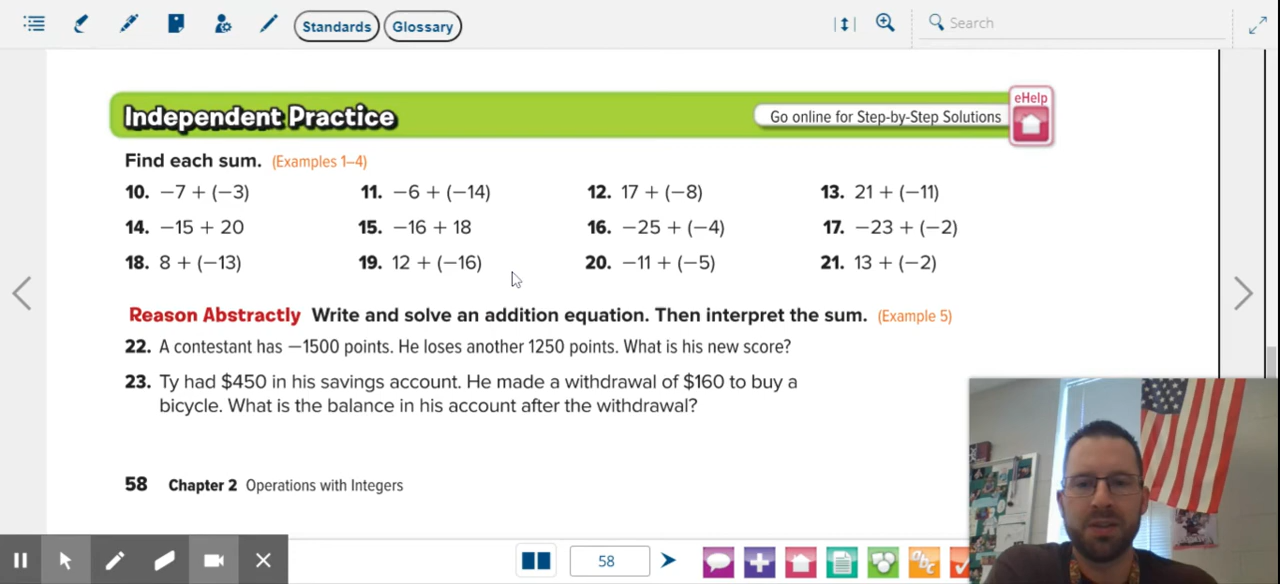 Standards Glossary Search
eHelp
Independent Practice Go online for Step-by-Step Solutions
Find each sum. (Examples 1–4)
10. −7 + (−3) 11. −6 + (−14) 12. 17 + (−8) 13. 21 + (−11)
14. −15 + 20 15. −16 + 18 16. −25 + (−4) 17. −23 + (−2)
18. 8 + (−13) 19. 12 + (−16) 20. −11 + (−5) 21. 13 + (−2)
Reason Abstractly Write and solve an addition equation. Then interpret the sum. (Example 5)
22. A contestant has −1500 points. He loses another 1250 points. What is his new score?
23. Ty had $450 in his savings account. He made a withdrawal of $160 to buy a
bicycle. What is the balance in his account after the withdrawal?
58 Chapter 2 Operations with Integers
58
abc